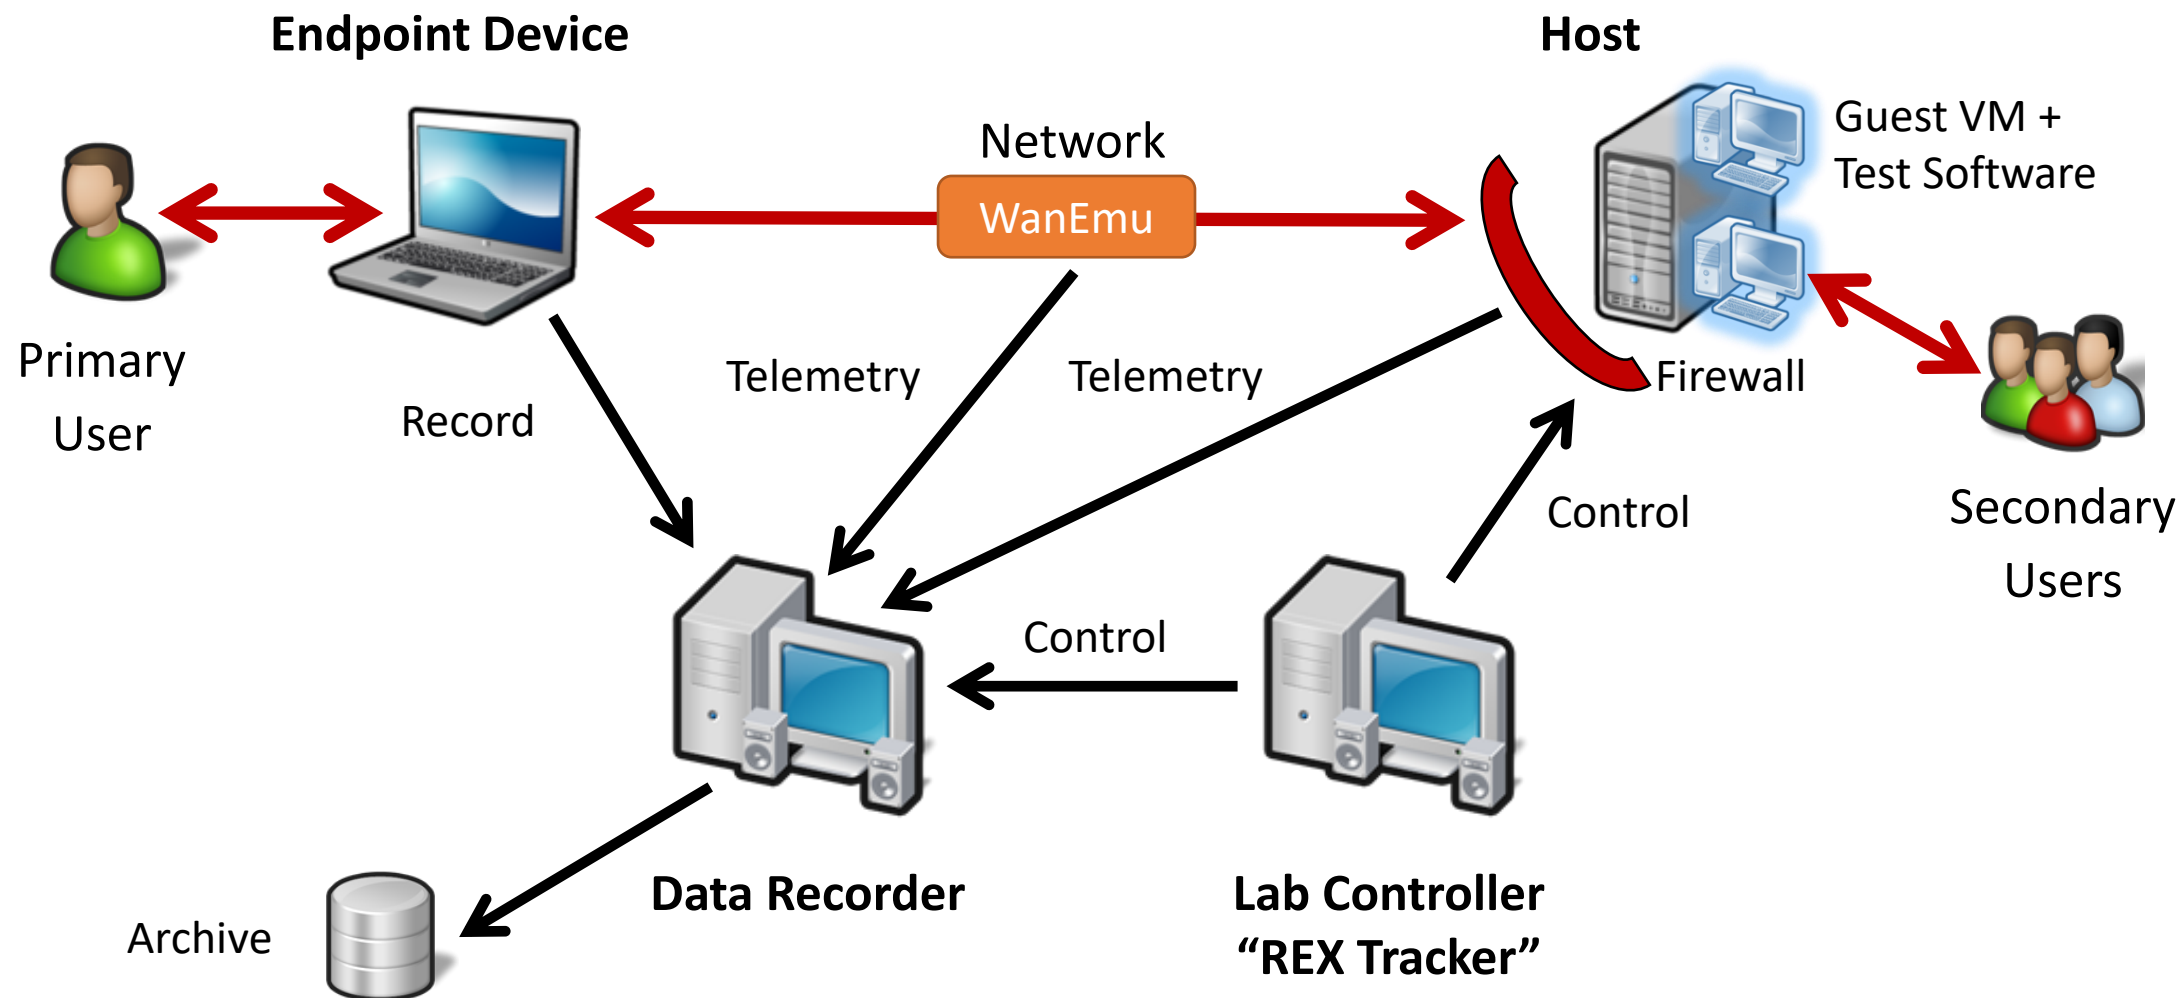 Endpoint Device
Host
Guest VM +
Test Software
Network
WanEmu
Primary
User
Telemetry
Telemetry
Firewall
Record
Control
Secondary
Users
Control
Data Recorder
Lab Controller
“REX Tracker”
Archive